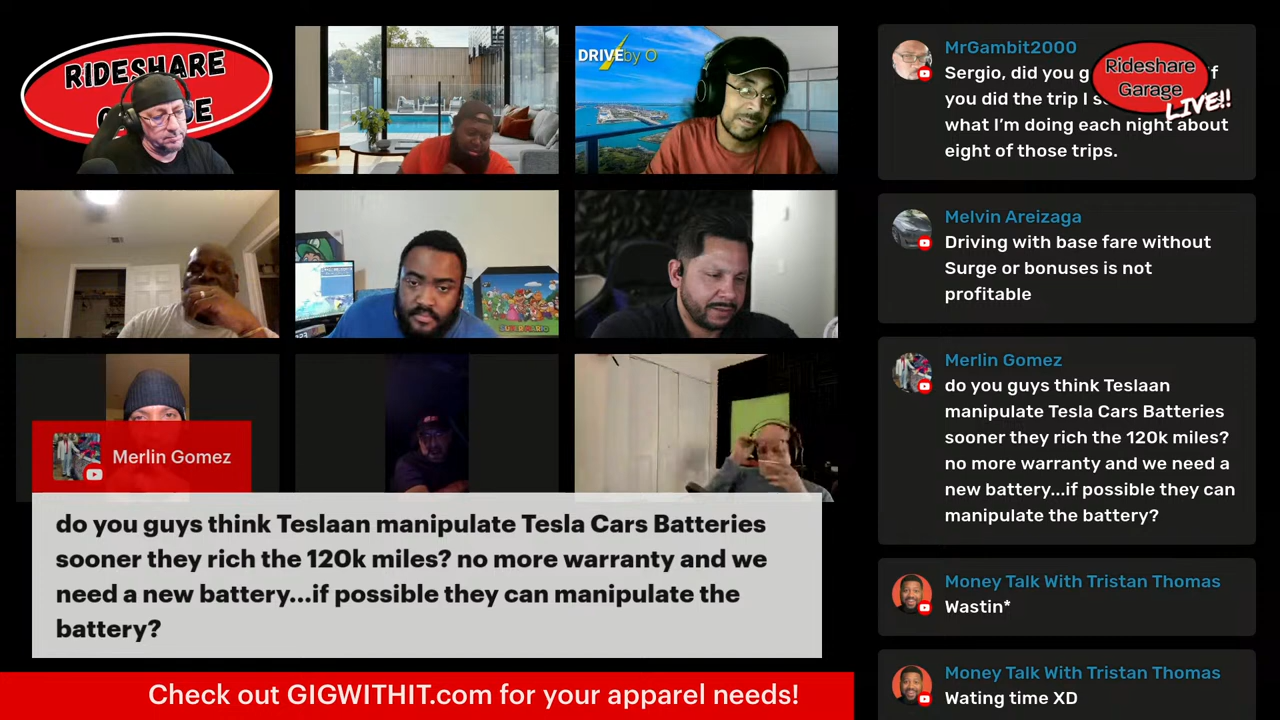 RIDESHARE
DRIVE by O
SUPER MARIO
Merlin Gomez
do you guys think Teslaan manipulate Tesla Cars Batteries
sooner they rich the 120k miles? no more warranty and we
need a new battery...if possible they can manipulate the
battery?
Check out GIGWITHIT.com for your apparel needs!
MrGambit2000
Sergio, did you
you did the trip I
what I'm doing each night about
eight of those trips.
Rideshare
Garage
LIVE!!
Melvin Areizaga
Driving with base fare without
Surge or bonuses is not
profitable
Merlin Gomez
do you guys think Teslaan
manipulate Tesla Cars Batteries
sooner they rich the 120k miles?
no more warranty and we need a
new battery...if possible they can
manipulate the battery?
Money Talk With Tristan Thomas
Wastin*
Money Talk With Tristan Thomas
Wating time XD